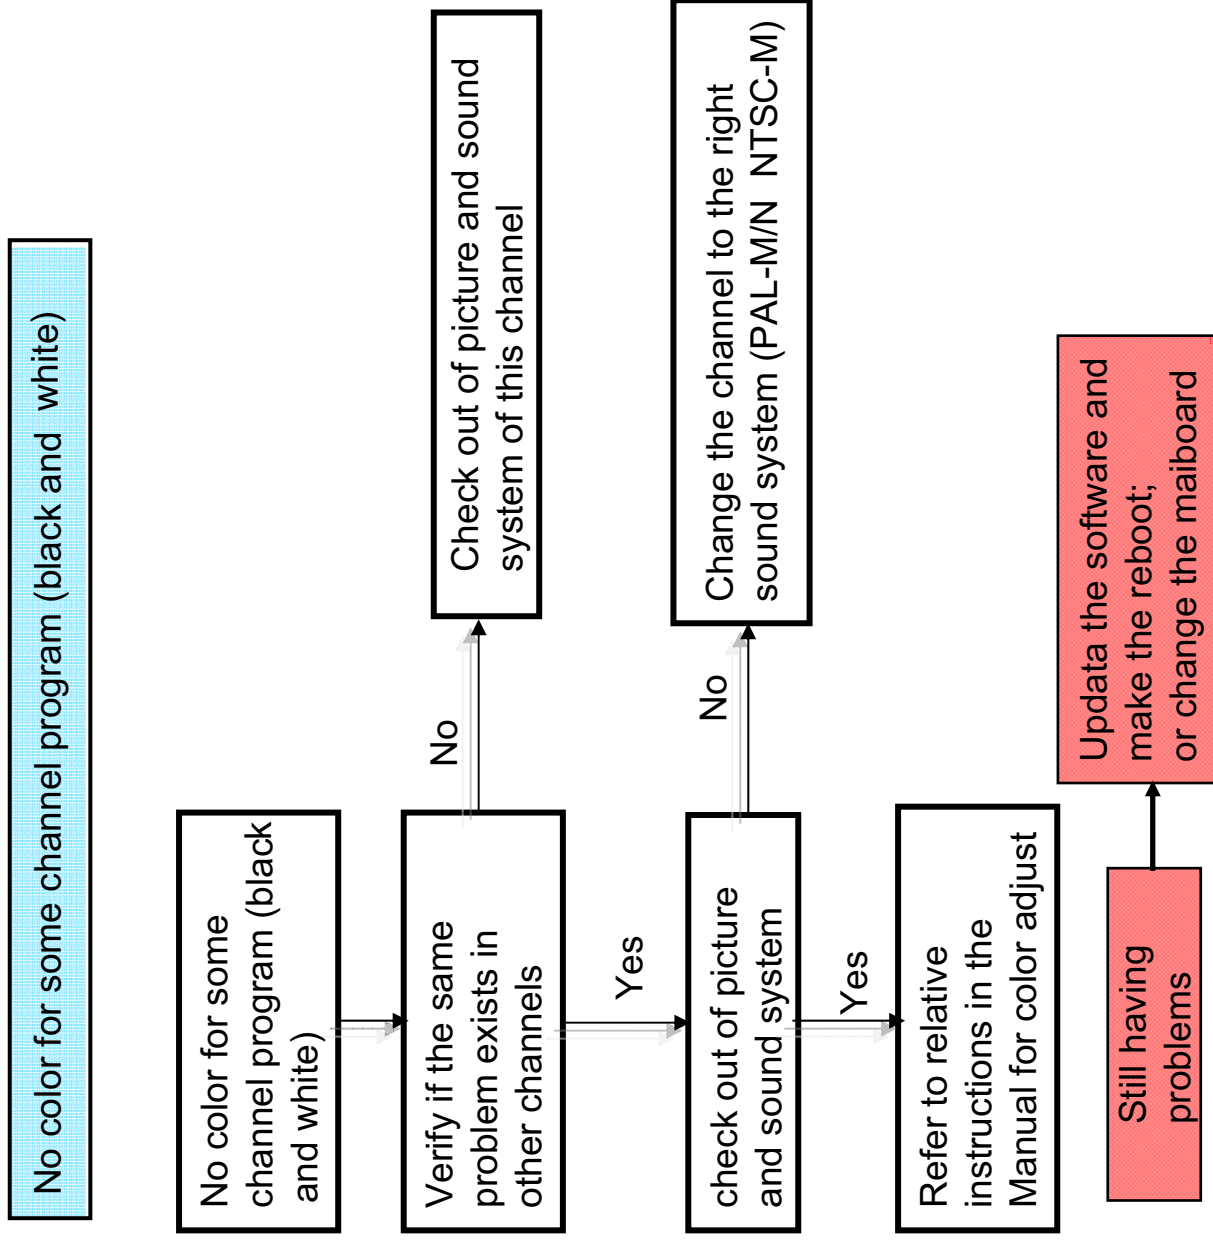 No color for some channel program (black and white)
No color for some
channel program (black
and white)
Verify if the same
problem exists in
other channels
No
Check out of picture and sound
system of this channel
Yes
check out of picture
and sound system
No
Change the channel to the right
sound system (PAL-M/N NTSC-M)
Yes
Refer to relative
instructions in the
Manual for color adjust
Still having
problems
Updata the software and
make the reboot;
or change the maiboard